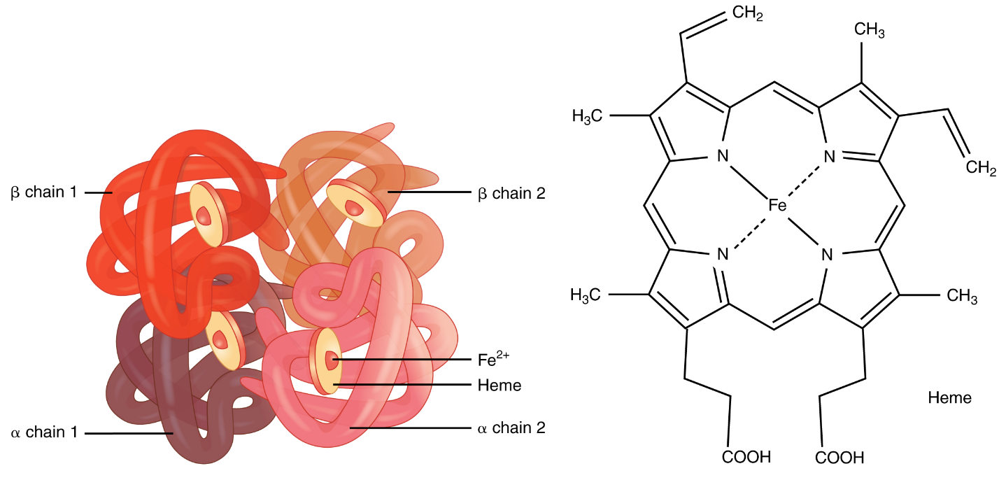 β chain 1
β chain 2
Fe²⁺
Heme
α chain 1
α chain 2
CH₂
CH₃
H₃C
CH₂
N
N
Fe
N
N
H₃C
CH₃
Heme
COOH
COOH